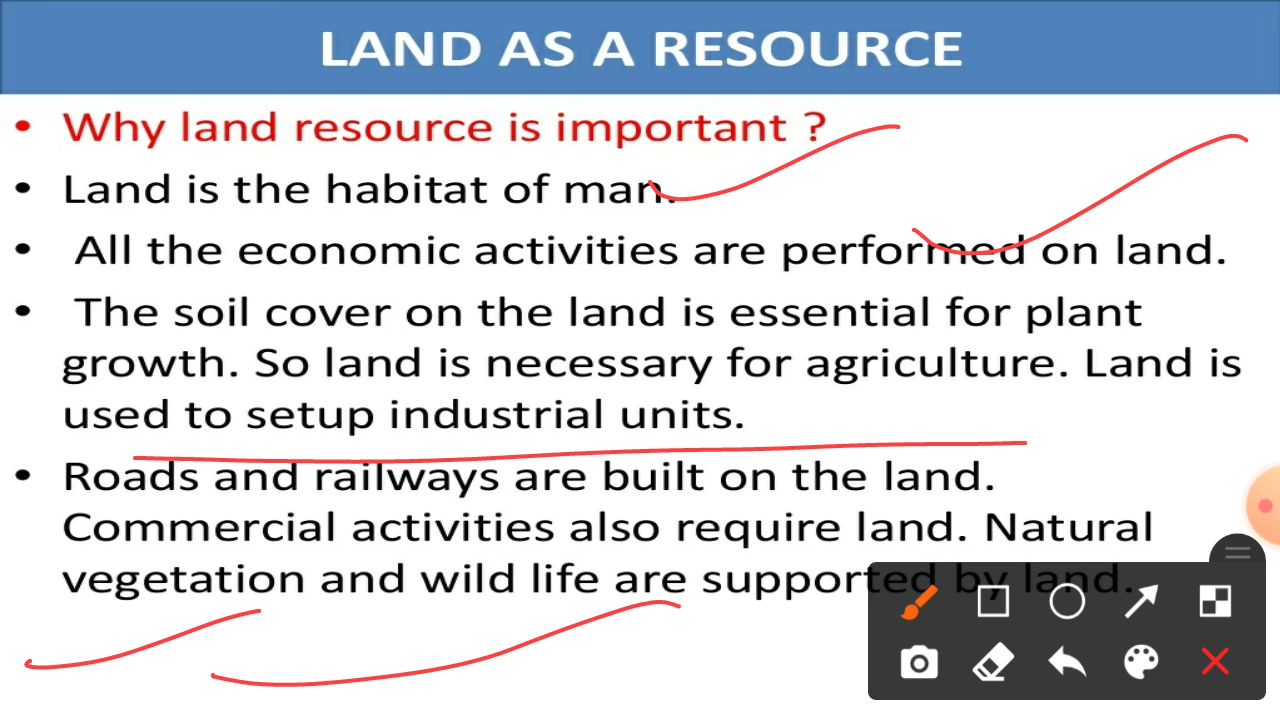 LAND AS A RESOURCE
• Why land resource is important ?
• Land is the habitat of man.
• All the economic activities are performed on land.
• The soil cover on the land is essential for plant
growth. So land is necessary for agriculture. Land is
used to setup industrial units.
• Roads and railways are built on the land.
Commercial activities also require land. Natural
vegetation and wild life are supported by land.